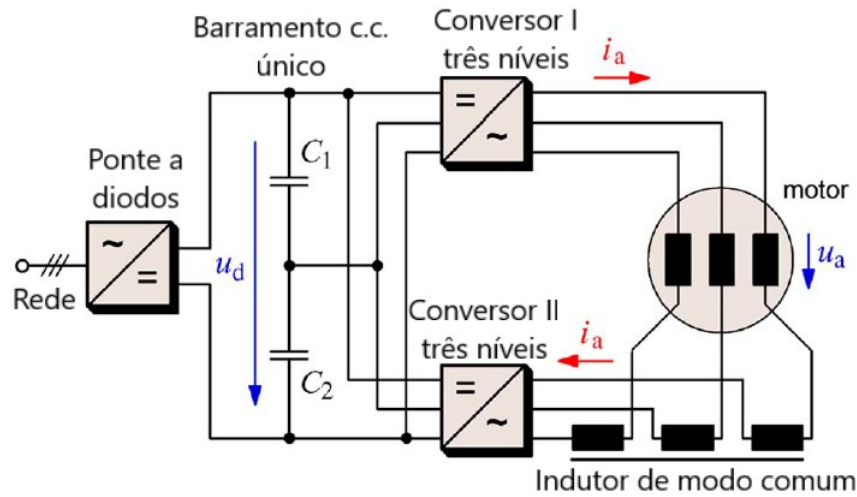 Barramento c.c.
único
Conversor I
três níveis
i_a
=
~
C_1
Ponte a
diodos
~
=
Rede
u_d
motor
u_a
Conversor II
três níveis
i_a
=
~
C_2
Indutor de modo comum